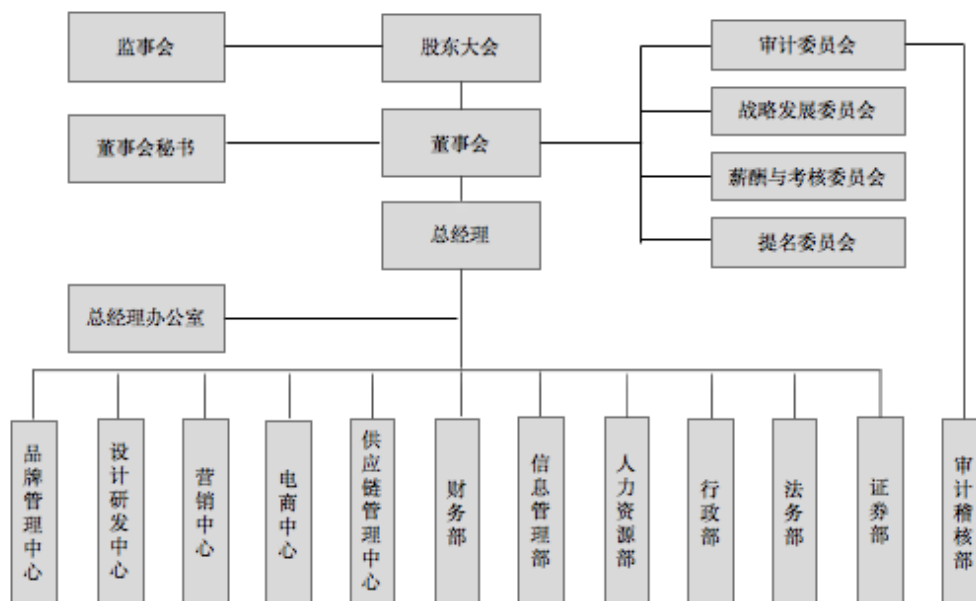 监事会
股东大会
审计委员会
战略发展委员会
董事会秘书
董事会
薪酬与考核委员会
总经理
提名委员会
总经理办公室
品牌管理中心
设计研发中心
营销中心
电商中心
供应链管理中心
财务部
信息管理部
人力资源部
行政部
法务部
证券部
审计稽核部